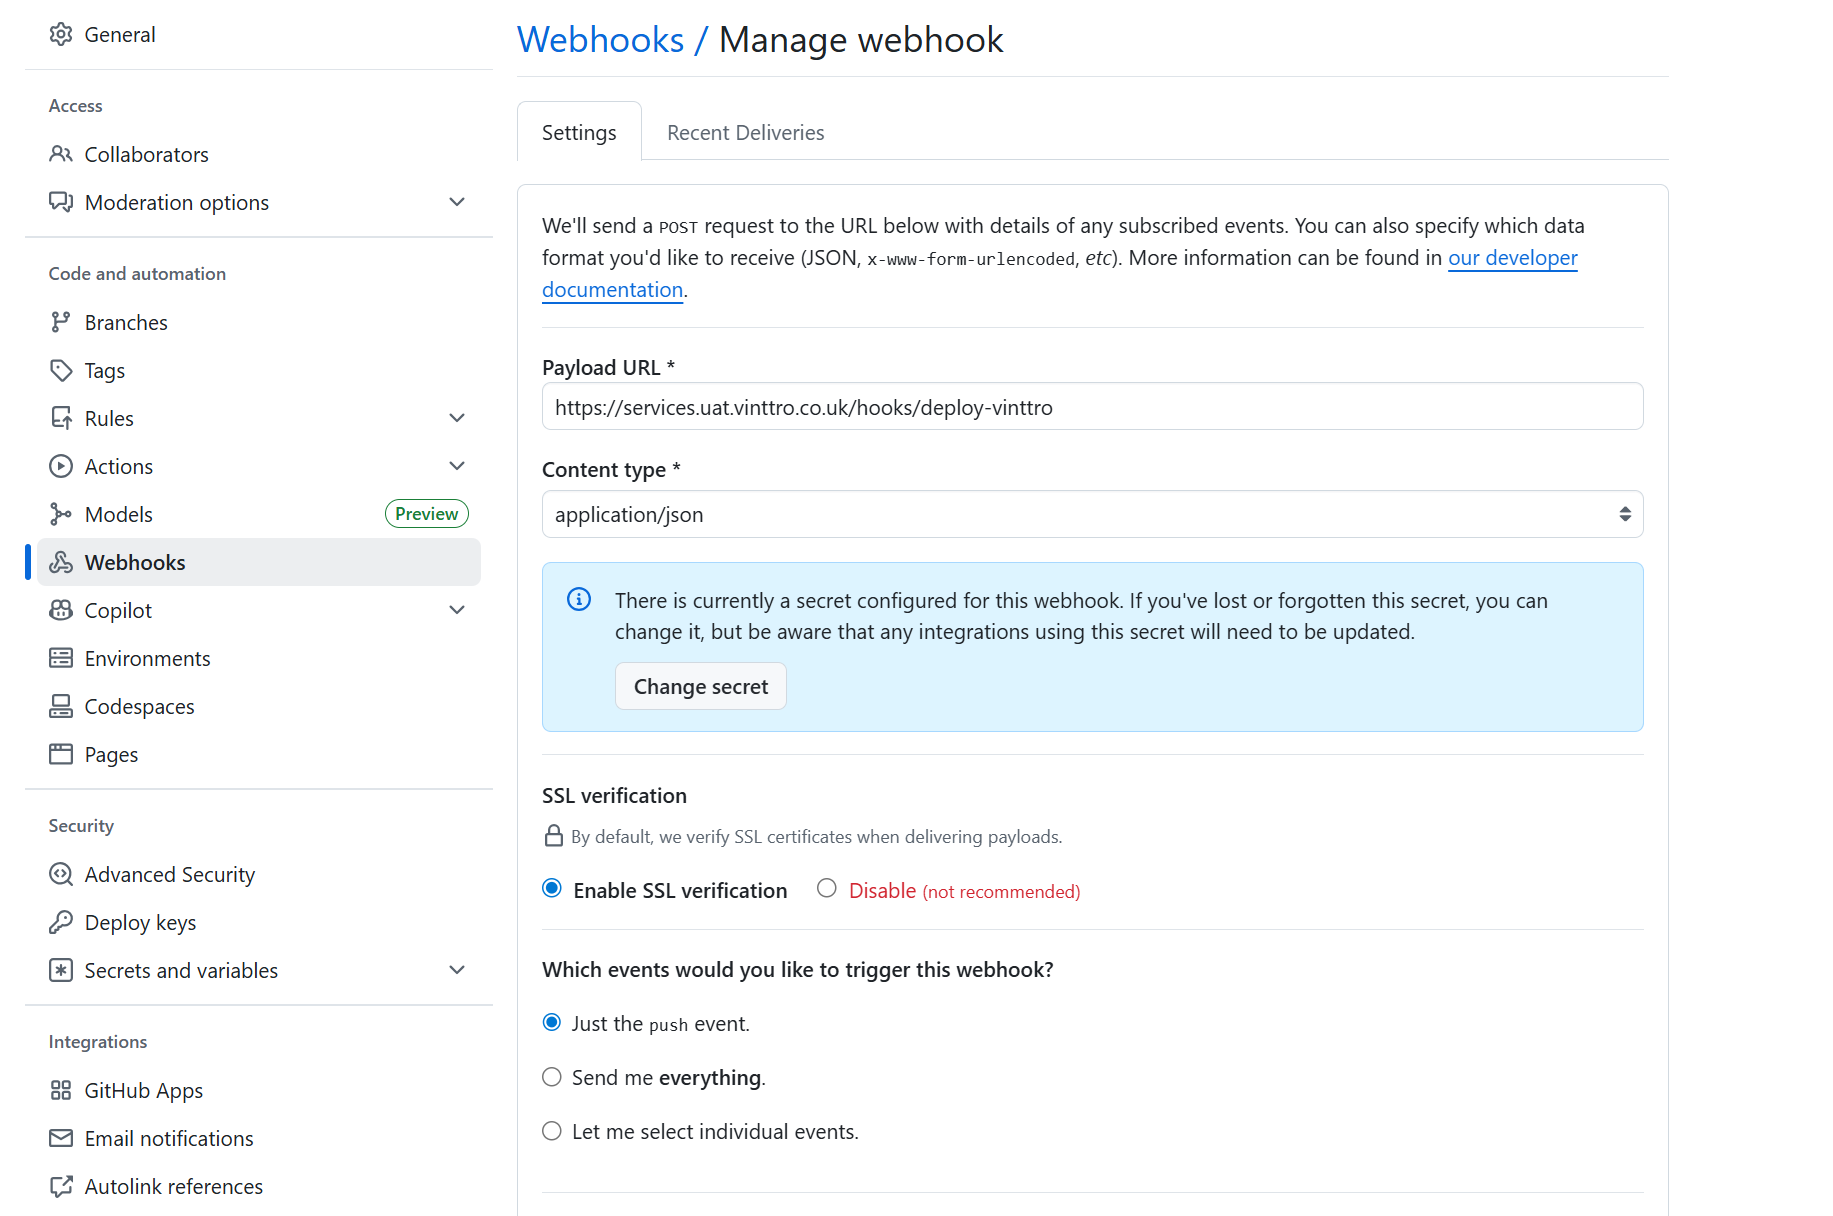 General
Access
Collaborators
Moderation options
Code and automation
Branches
Tags
Rules
Actions
Models
Preview
Webhooks
Copilot
Environments
Codespaces
Pages
Security
Advanced Security
Deploy keys
Secrets and variables
Integrations
GitHub Apps
Email notifications
Autolink references
Webhooks / Manage webhook
Settings
Recent Deliveries
We'll send a POST request to the URL below with details of any subscribed events. You can also specify which data
format you'd like to receive (JSON, x-www-form-urlencoded, etc). More information can be found in our developer
documentation.
Payload URL *
https://services.uat.vinttro.co.uk/hooks/deploy-vinttro
Content type *
application/json
There is currently a secret configured for this webhook. If you've lost or forgotten this secret, you can
change it, but be aware that any integrations using this secret will need to be updated.
Change secret
SSL verification
By default, we verify SSL certificates when delivering payloads.
Enable SSL verification
Disable (not recommended)
Which events would you like to trigger this webhook?
Just the push event.
Send me everything.
Let me select individual events.